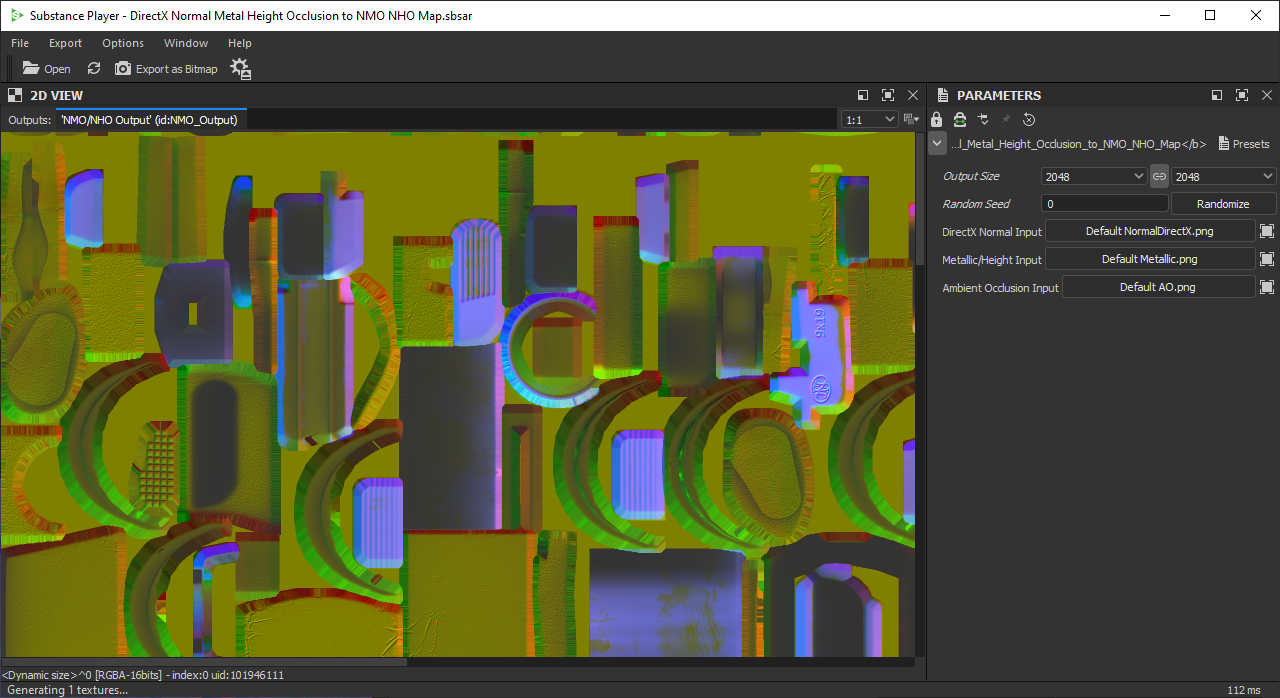 Substance Player - DirectX Normal Metal Height Occlusion to NMO NHO Map.sbsar
File Export Options Window Help
Open Export as Bitmap
2D VIEW
Outputs: 'NMO/NHO Output' (id:NMO_Output) 1:1
GTX6
<Dynamic size>^0 [RGBA-16bits] - index:0 uid:101946111
Generating 1 textures...
PARAMETERS
...l_Metal_Height_Occlusion_to_NMO_NHO_Map</b> Presets
Output Size 2048 2048
Random Seed 0 Randomize
DirectX Normal Input Default NormalDirectX.png
Metallic/Height Input Default Metallic.png
Ambient Occlusion Input Default AO.png
112 ms